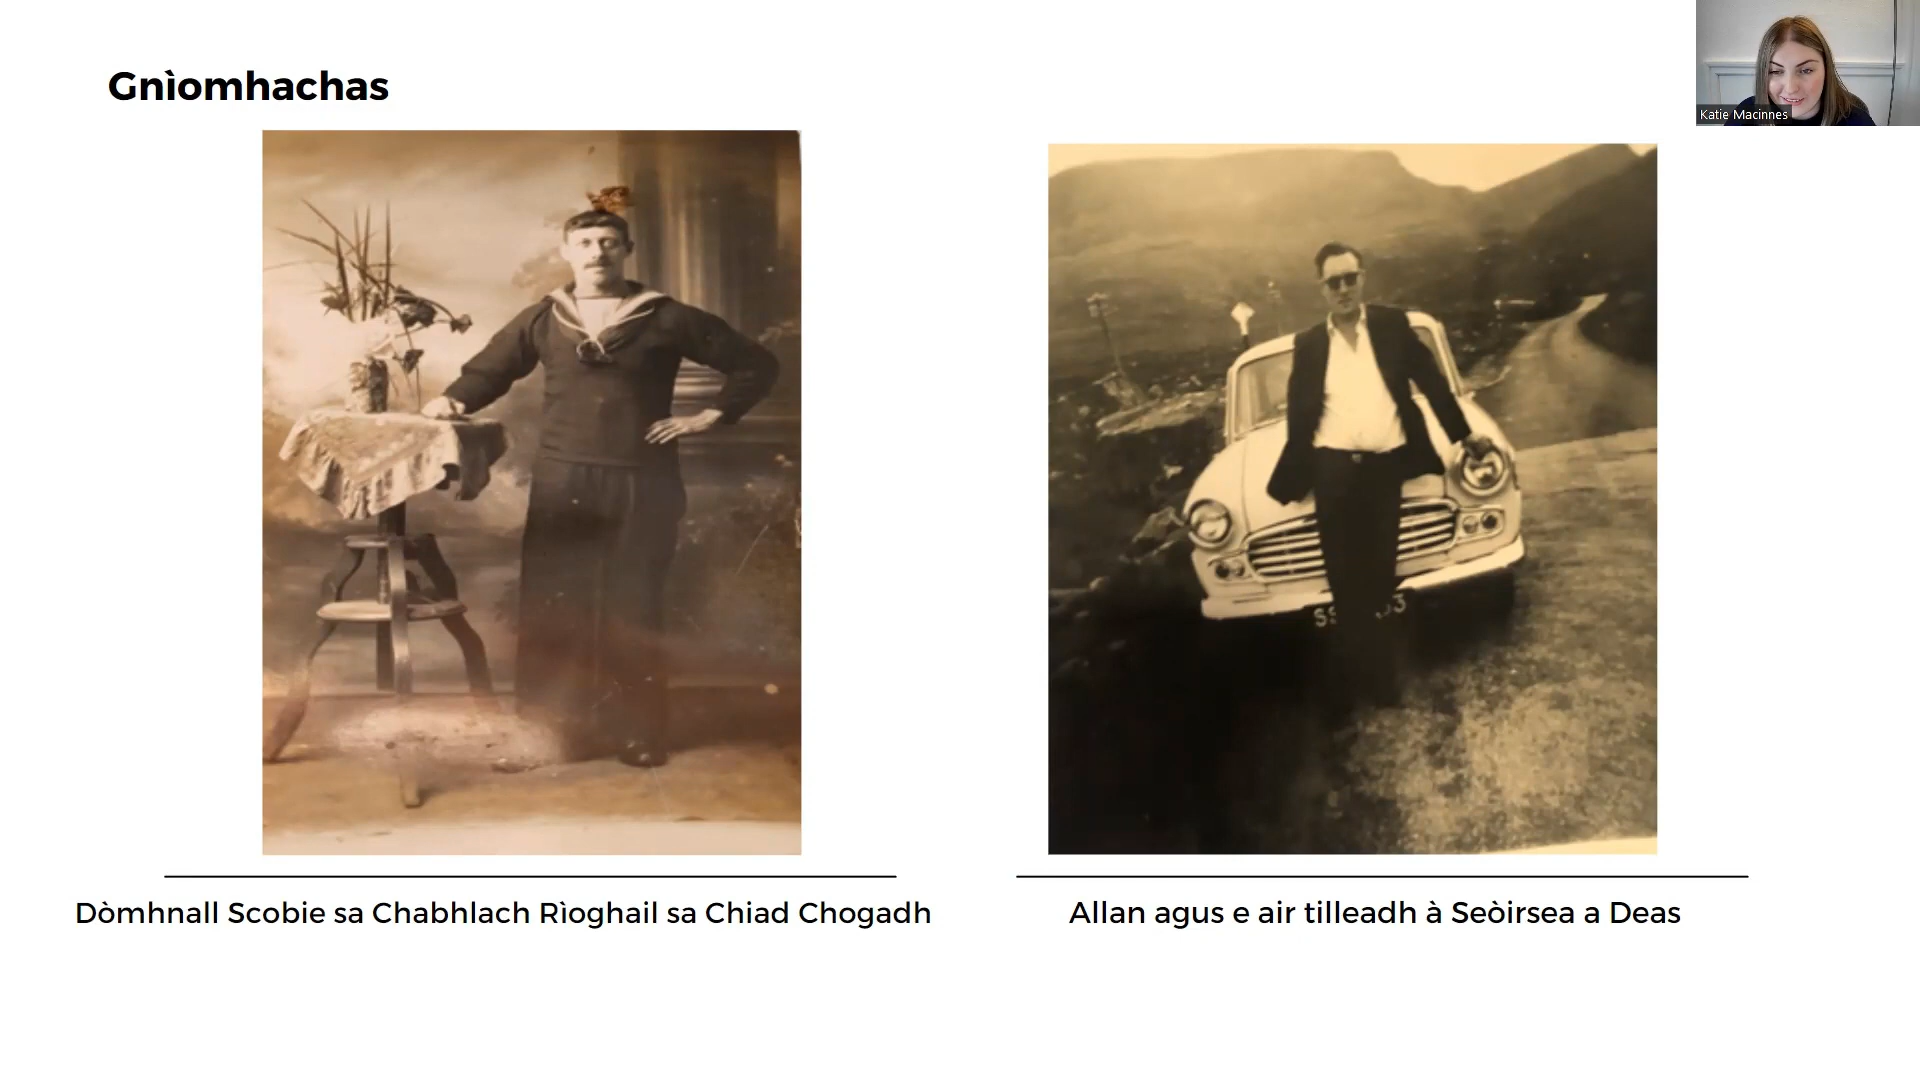 Gnìomhachas
Katie Macinnes
Dòmhnall Scobie sa Chabhlach Rìoghail sa Chiad Chogadh
Allan agus e air tilleadh à Seòirsea a Deas